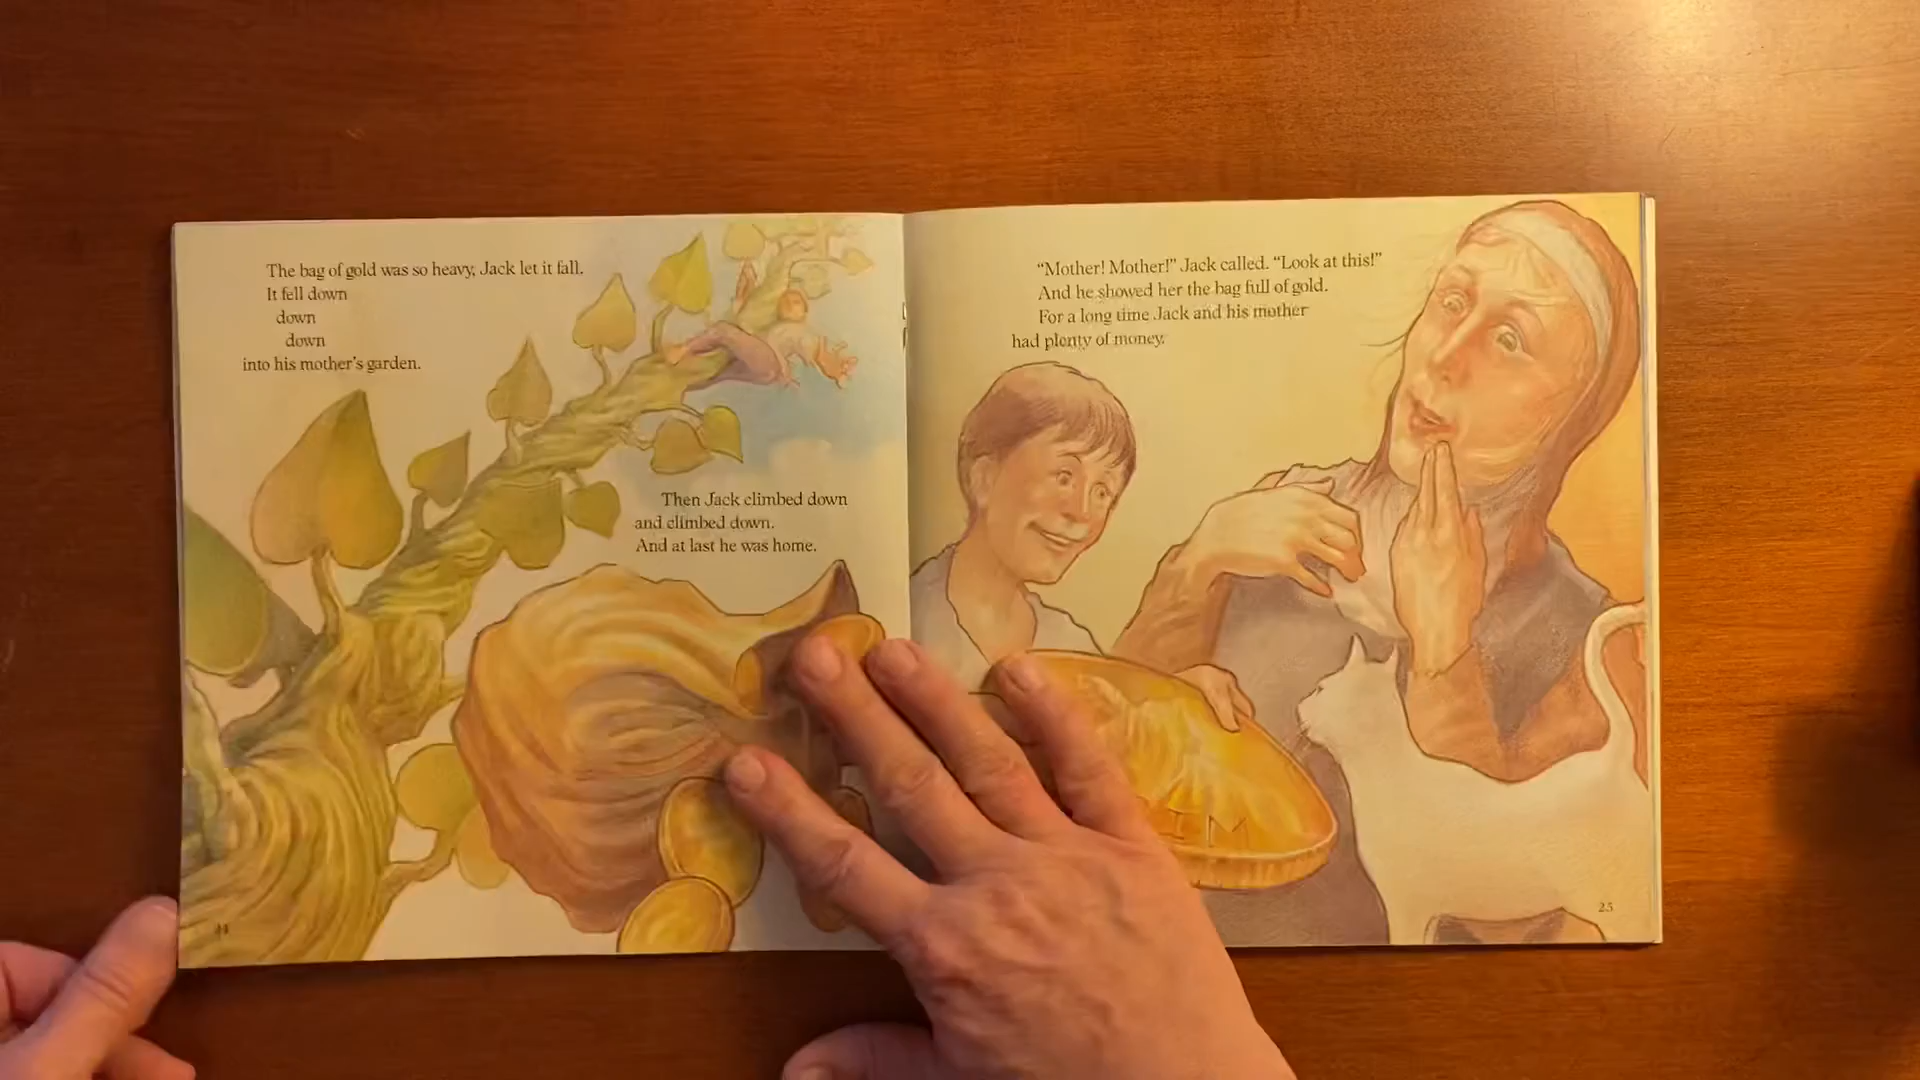 The bag of gold was so heavy, Jack let it fall.
It fell down
down
down
into his mother's garden.
Then Jack climbed down
and climbed down.
And at last he was home.
24
"Mother! Mother!" Jack called. "Look at this!"
And he showed her the bag full of gold.
For a long time Jack and his mother
had plenty of money.
25